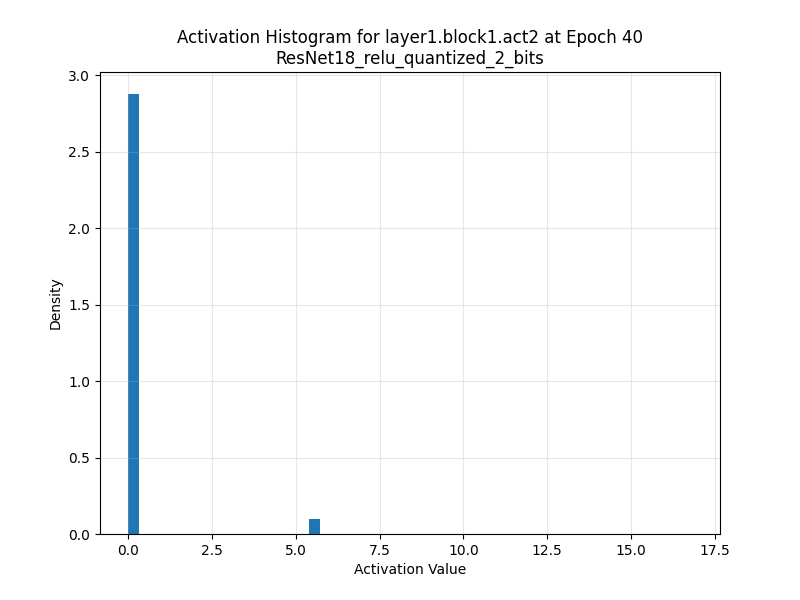 Activation Histogram for layer1.block1.act2 at Epoch 40
ResNet18_relu_quantized_2_bits
3.0
2.5
2.0
1.5
1.0
0.5
0.0
Density
0.0 2.5 5.0 7.5 10.0 12.5 15.0 17.5
Activation Value